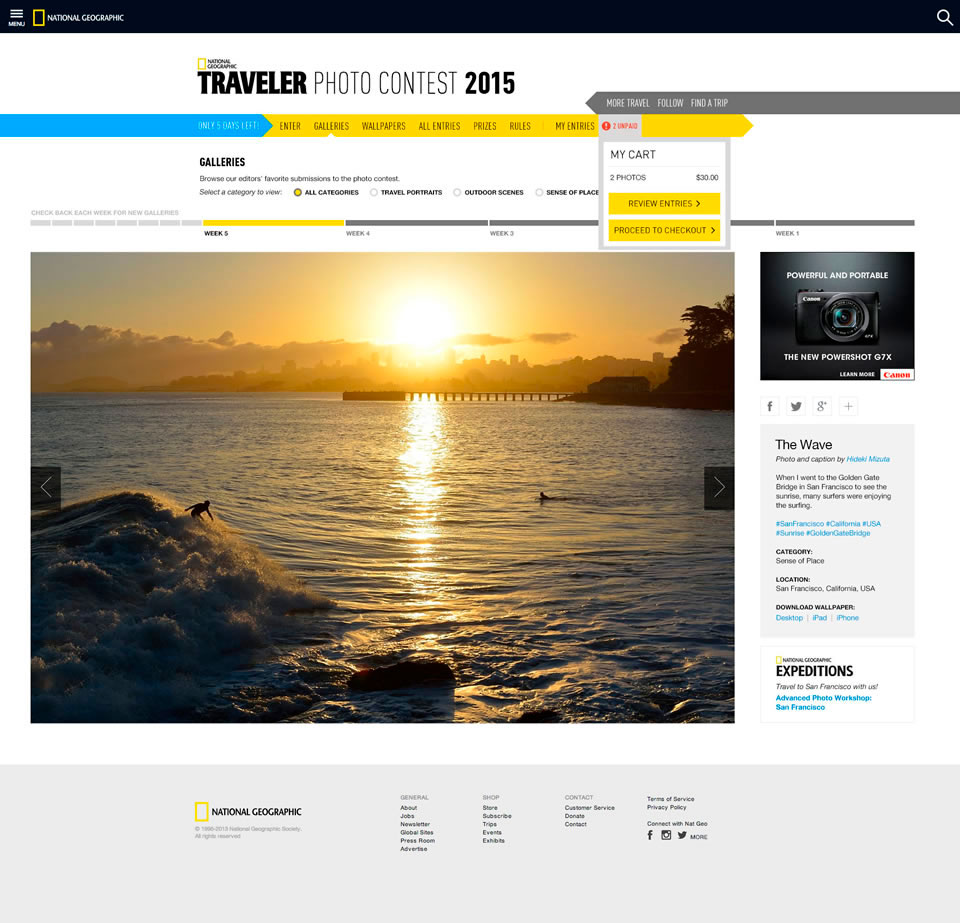 MENU
NATIONAL GEOGRAPHIC
NATIONAL
GEOGRAPHIC
TRAVELER PHOTO CONTEST 2015
MORE TRAVEL FOLLOW FIND A TRIP
ONLY 5 DAYS LEFT!
ENTER GALLERIES WALLPAPERS ALL ENTRIES PRIZES RULES MY ENTRIES 2 UNPAID
MY CART
2 PHOTOS $30.00
REVIEW ENTRIES
PROCEED TO CHECKOUT
GALLERIES
Browse our editors' favorite submissions to the photo contest.
Select a category to view: ALL CATEGORIES TRAVEL PORTRAITS OUTDOOR SCENES SENSE OF PLACE
CHECK BACK EACH WEEK FOR NEW GALLERIES
WEEK 5 WEEK 4 WEEK 3 WEEK 1
POWERFUL AND PORTABLE
Canon
G7X
THE NEW POWERSHOT G7X
LEARN MORE Canon
The Wave
Photo and caption by Hideki Mizuta
When I went to the Golden Gate
Bridge in San Francisco to see the
sunrise, many surfers were enjoying
the surfing.
#SanFrancisco #California #USA
#Sunrise #GoldenGateBridge
CATEGORY:
Sense of Place
LOCATION:
San Francisco, California, USA
DOWNLOAD WALLPAPER:
Desktop | iPad | iPhone
NATIONAL GEOGRAPHIC
EXPEDITIONS
Travel to San Francisco with us!
Advanced Photo Workshop:
San Francisco
NATIONAL GEOGRAPHIC
© 1996-2013 National Geographic Society.
All rights reserved
GENERAL
About
Jobs
Newsletter
Global Sites
Press Room
Advertise
SHOP
Store
Subscribe
Trips
Events
Exhibits
CONTACT
Customer Service
Donate
Contact
Terms of Service
Privacy Policy
Connect with Nat Geo
MORE